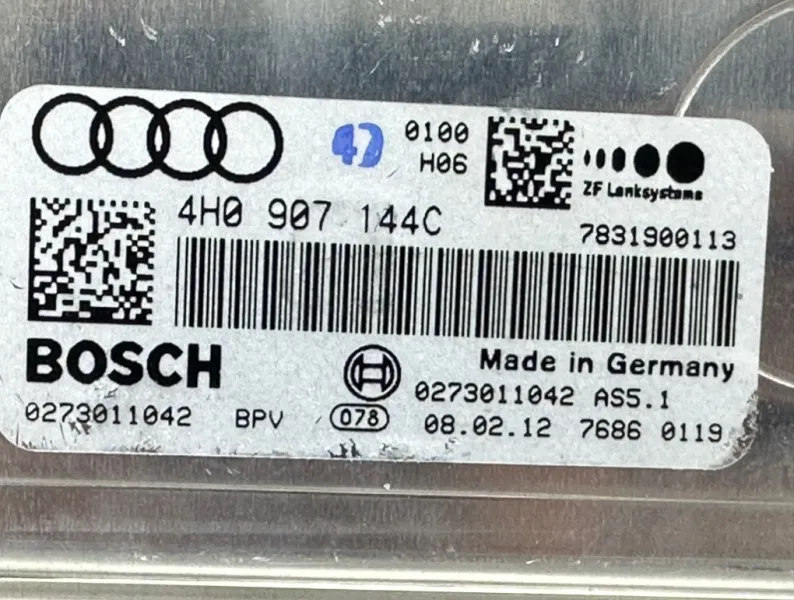 47
0100
H06
ZF Lenksysteme
4H0 907 144C
7831900113
BOSCH
Made in Germany
0273011042 AS5.1
0273011042 BPV 078 08.02.12 7686 0119